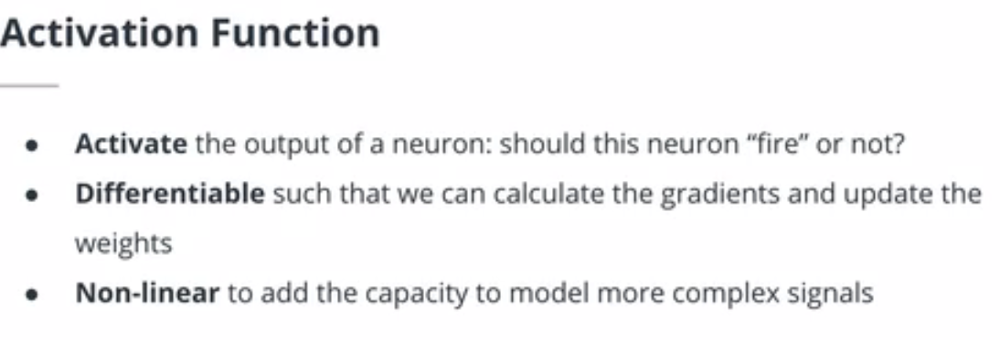 Activation Function
● Activate the output of a neuron: should this neuron “fire” or not?
● Differentiable such that we can calculate the gradients and update the
weights
● Non-linear to add the capacity to model more complex signals